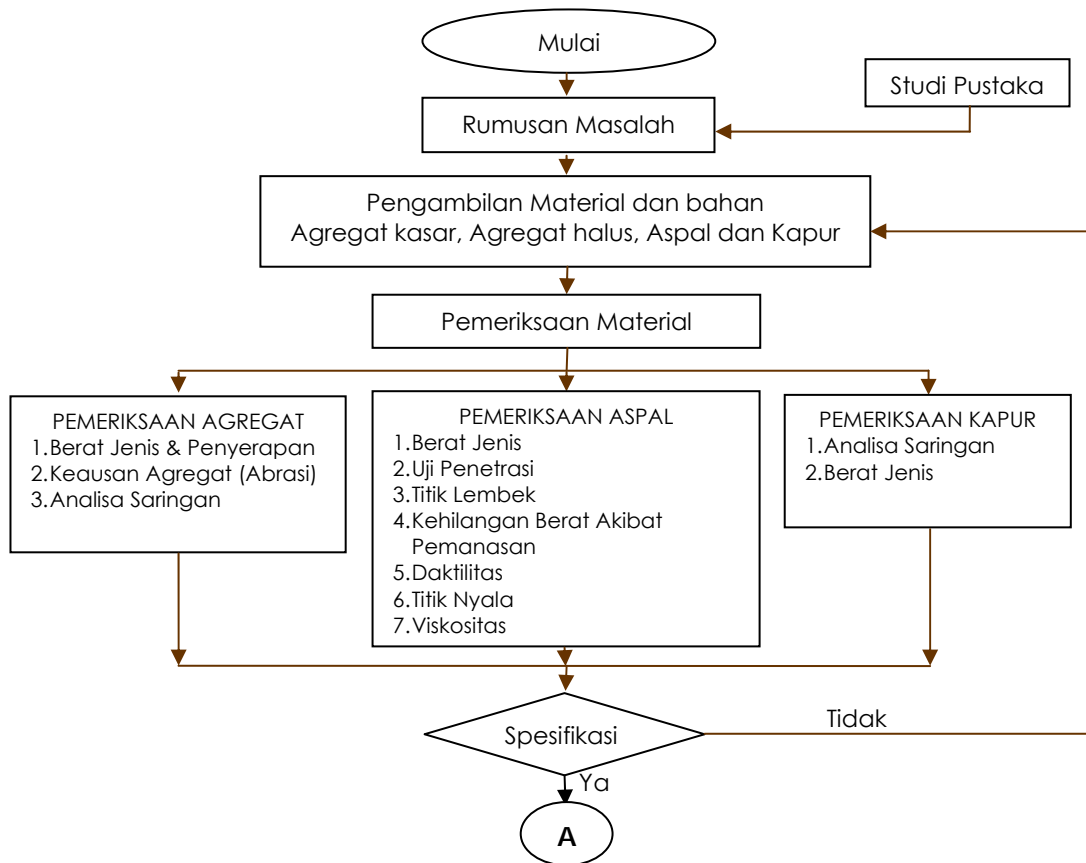 Mulai
Studi Pustaka
Rumusan Masalah
Pengambilan Material dan bahan
Agregat kasar, Agregat halus, Aspal dan Kapur
Pemeriksaan Material
PEMERIKSAAN AGREGAT
1.Berat Jenis & Penyerapan
2.Keausan Agregat (Abrasi)
3.Analisa Saringan
PEMERIKSAAN ASPAL
1.Berat Jenis
2.Uji Penetrasi
3.Titik Lembek
4.Kehilangan Berat Akibat
Pemanasan
5.Daktilitas
6.Titik Nyala
7.Viskositas
PEMERIKSAAN KAPUR
1.Analisa Saringan
2.Berat Jenis
Spesifikasi
Tidak
Ya
A